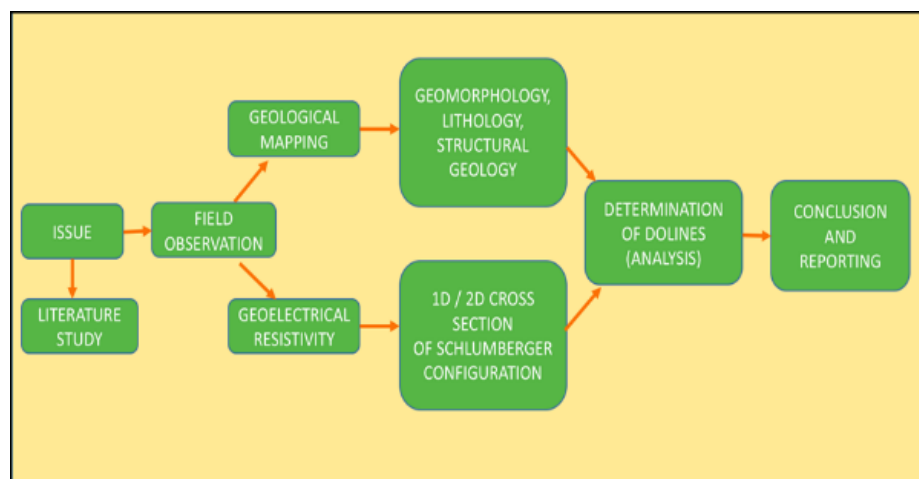 ISSUE
LITERATURE
STUDY
FIELD
OBSERVATION
GEOLOGICAL
MAPPING
GEOELECTRICAL
RESISTIVITY
GEOMORPHOLOGY,
LITHOLOGY,
STRUCTURAL
GEOLOGY
1D / 2D CROSS
SECTION
OF SCHLUMBERGER
CONFIGURATION
DETERMINATION
OF DOLINES
(ANALYSIS)
CONCLUSION
AND
REPORTING